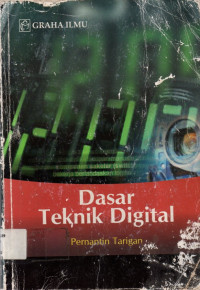 GRAHA ILMU
Dasar
Teknik Digital
Pernantin Tarigan